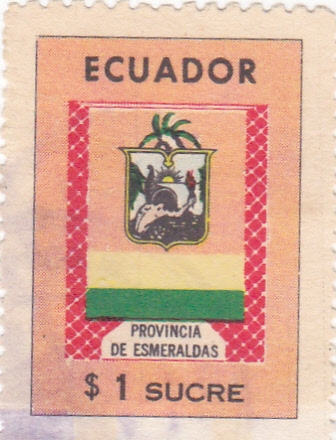 ECUADOR
PROVINCIA
DE ESMERALDAS
$ 1 SUCRE